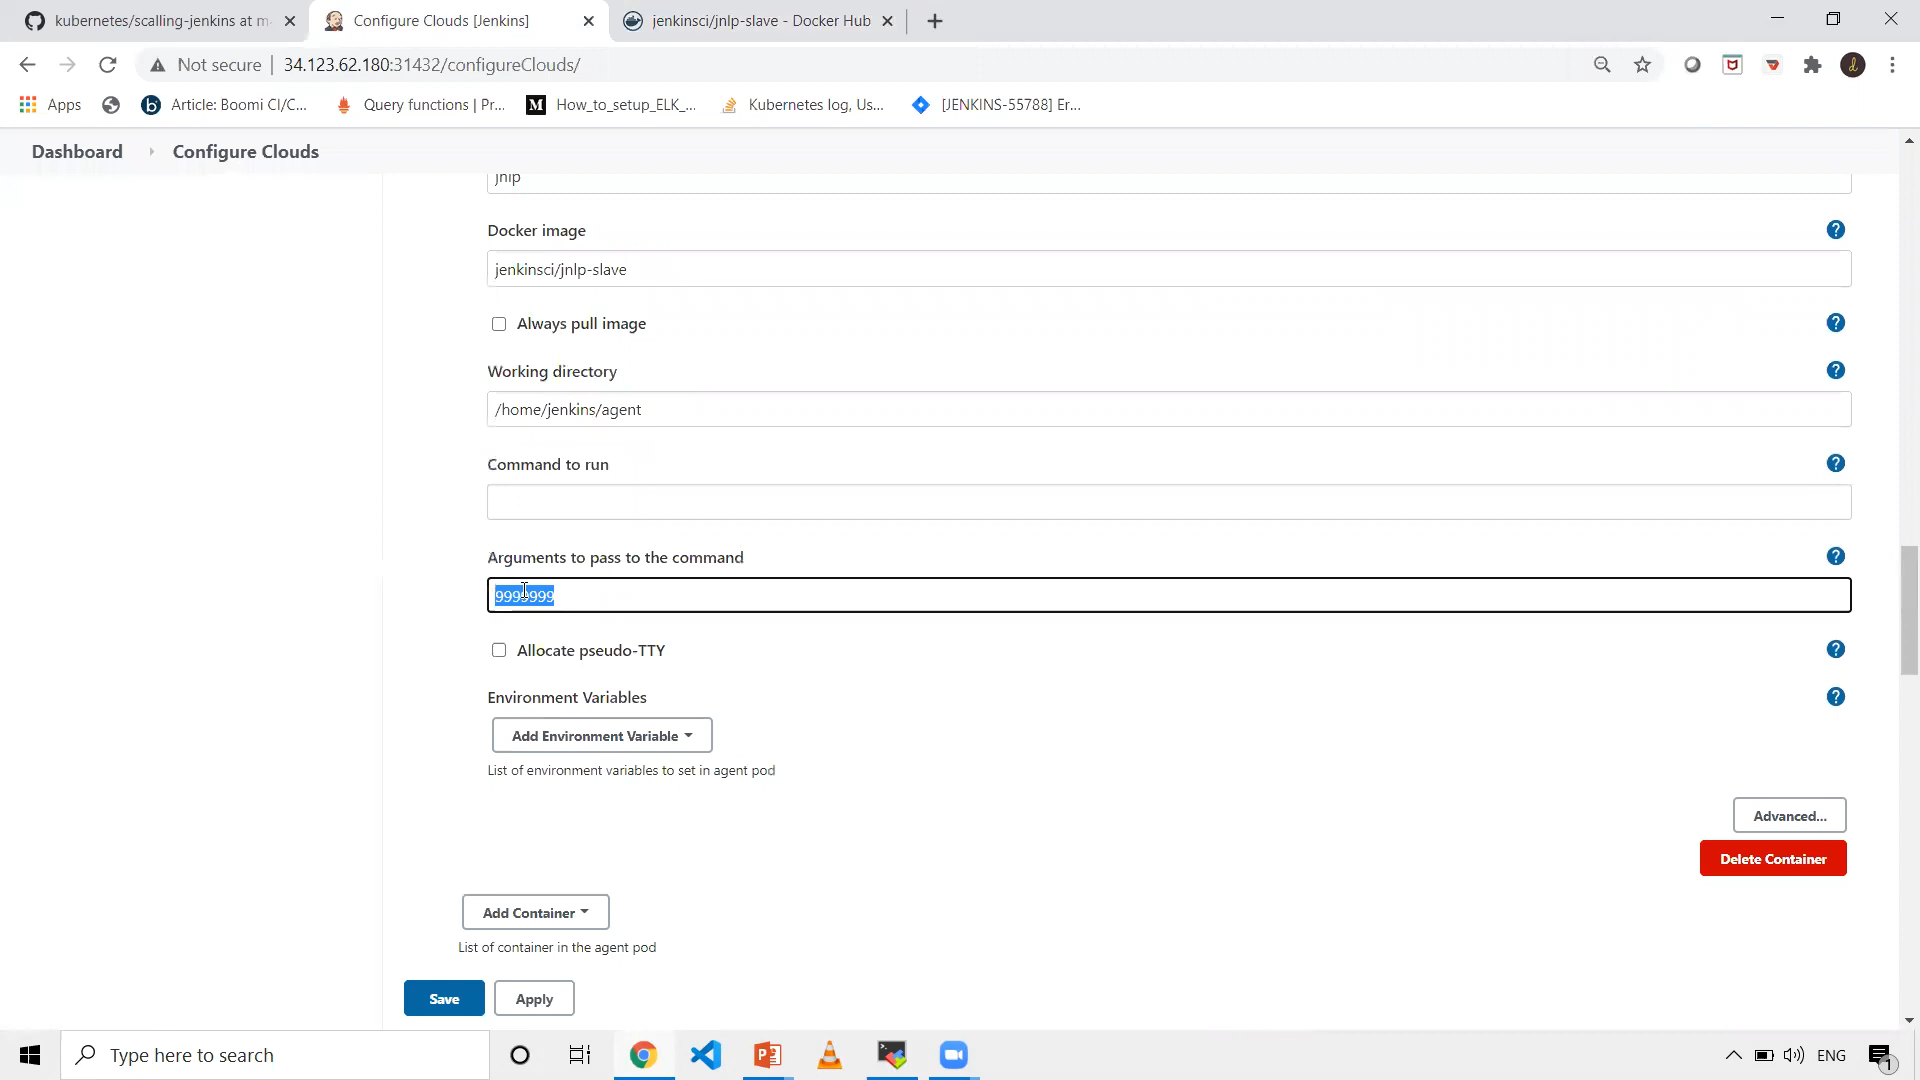 kubernetes/scalling-jenkins at m
Configure Clouds [Jenkins]
jenkinsci/jnlp-slave - Docker Hub
Not secure
34.123.62.180:31432/configureClouds/
Apps
Article: Boomi CI/C...
Query functions | Pr...
How_to_setup_ELK_...
Kubernetes log, Us...
[JENKINS-55788] Er...
Dashboard
Configure Clouds
jnlp
Docker image
jenkinsci/jnlp-slave
Always pull image
Working directory
/home/jenkins/agent
Command to run
Arguments to pass to the command
9999999
Allocate pseudo-TTY
Environment Variables
Add Environment Variable
List of environment variables to set in agent pod
Advanced...
Delete Container
Add Container
List of container in the agent pod
Save
Apply
Type here to search
ENG
1